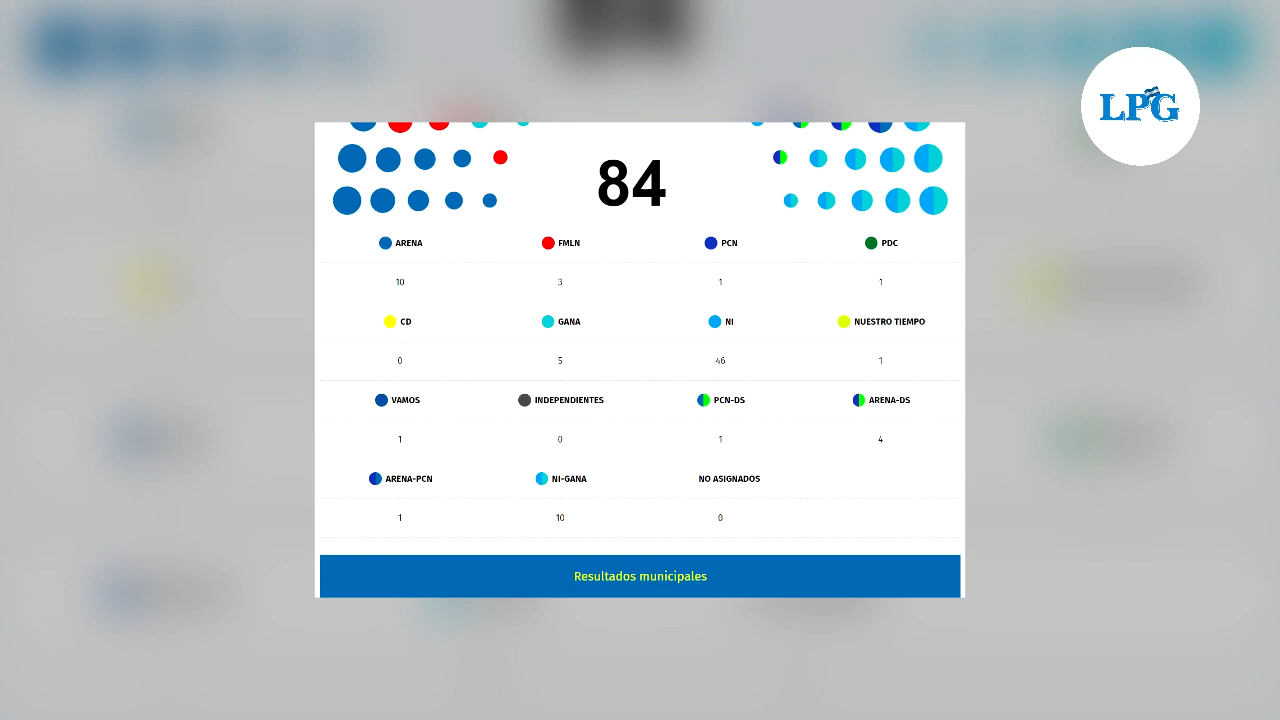 LPG
84
ARENA FMLN PCN PDC
10 3 1 1
CD GANA NI NUESTRO TIEMPO
0 5 46 1
VAMOS INDEPENDIENTES PCN-DS ARENA-DS
1 0 1 4
ARENA-PCN NI-GANA NO ASIGNADOS
1 10 0
Resultados municipales